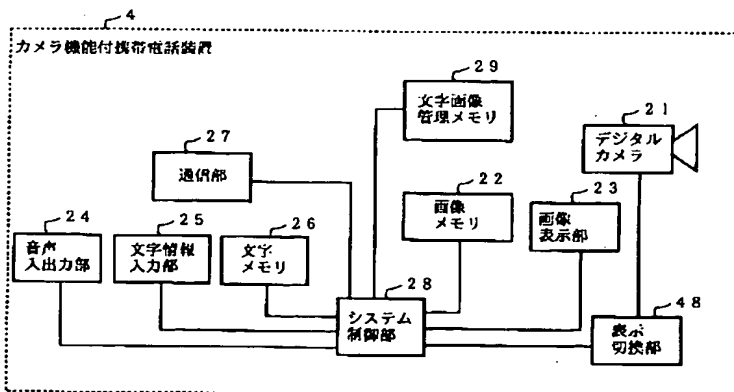 4
カメラ機能付携帯電話装置
29
文字画像
管理メモリ
21
デジタル
カメラ
27
通信部
22
画像
メモリ
23
画像
表示部
24
音声
入出力部
25
文字情報
入力部
26
文字
メモリ
28
システム
制御部
48
表示
切換部